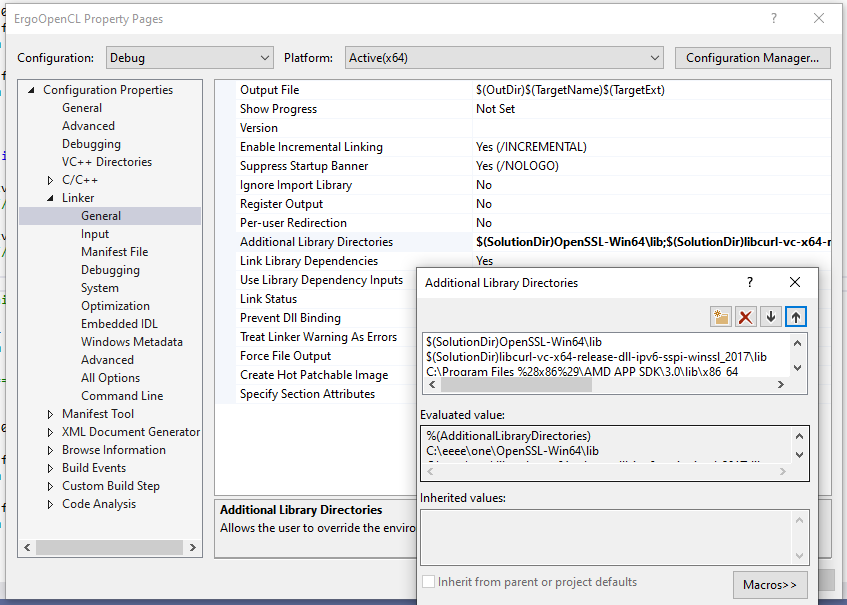 ErgoOpenCL Property Pages
Configuration: Debug Platform: Active(x64) Configuration Manager...
Configuration Properties
General
Advanced
Debugging
VC++ Directories
C/C++
Linker
General
Input
Manifest File
Debugging
System
Optimization
Embedded IDL
Windows Metadata
Advanced
All Options
Command Line
Manifest Tool
XML Document Generator
Browse Information
Build Events
Custom Build Step
Code Analysis
Output File $(OutDir)$(TargetName)$(TargetExt)
Show Progress Not Set
Version
Enable Incremental Linking Yes (/INCREMENTAL)
Suppress Startup Banner Yes (/NOLOGO)
Ignore Import Library No
Register Output No
Per-user Redirection No
Additional Library Directories $(SolutionDir)OpenSSL-Win64\lib;$(SolutionDir)libcurl-vc-x64-r
Link Library Dependencies Yes
Use Library Dependency Inputs
Link Status
Prevent Dll Binding
Treat Linker Warning As Errors
Force File Output
Create Hot Patchable Image
Specify Section Attributes
Additional Library Directories
Allows the user to override the enviro
Additional Library Directories ?
$(SolutionDir)OpenSSL-Win64\lib
$(SolutionDir)libcurl-vc-x64-release-dll-ipv6-sspi-winssl_2017\lib
C:\Program Files %28x86%29\AMD APP SDK\3.0\lib\x86_64
Evaluated value:
%(AdditionalLibraryDirectories)
C:\eeee\one\OpenSSL-Win64\lib
Inherited values:
Inherit from parent or project defaults
Macros>>